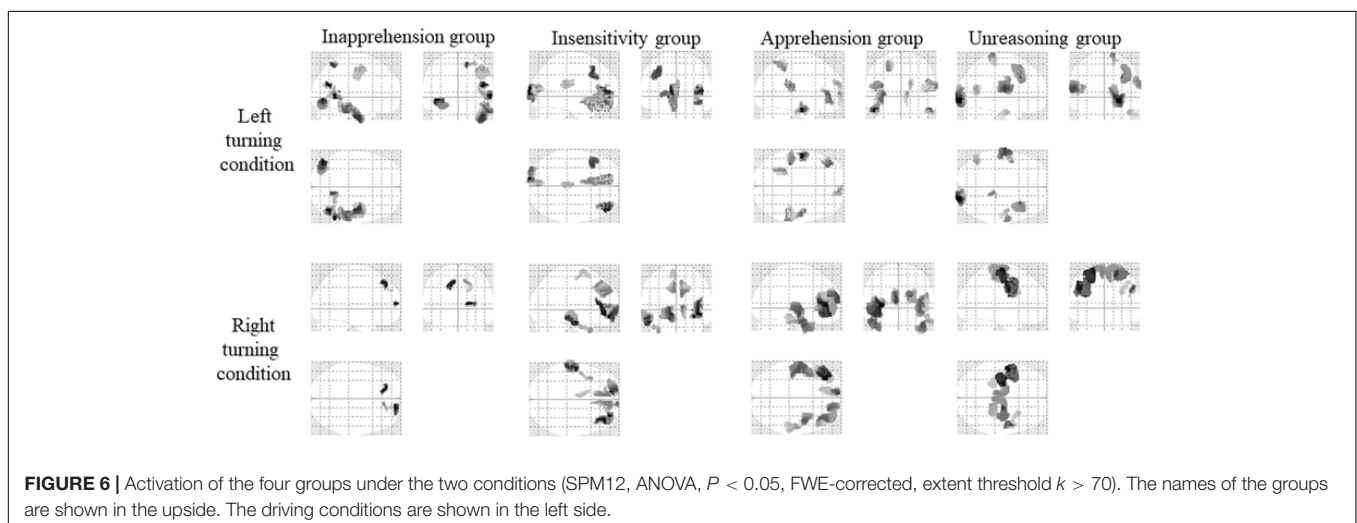 Inapprehension group Insensitivity group Apprehension group Unreasoning group
Left
turning
condition
Right
turning
condition
FIGURE 6 | Activation of the four groups under the two conditions (SPM12, ANOVA, P < 0.05, FWE-corrected, extent threshold k > 70). The names of the groups
are shown in the upside. The driving conditions are shown in the left side.